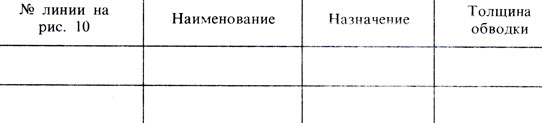 № линии на
рис. 10
Наименование
Назначение
Толщина
обводки